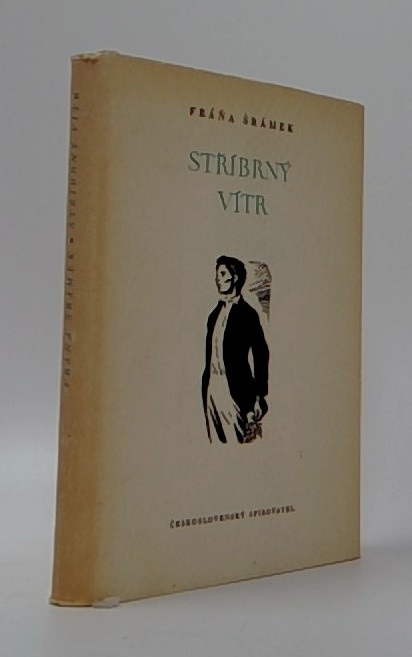 FRÁŇA ŠRÁMEK
STŘÍBRNÝ
VÍTR
ČESKOSLOVENSKÝ SPISOVATEL
FRÁŇA ŠRÁMEK • STŘÍBRNÝ VÍTR